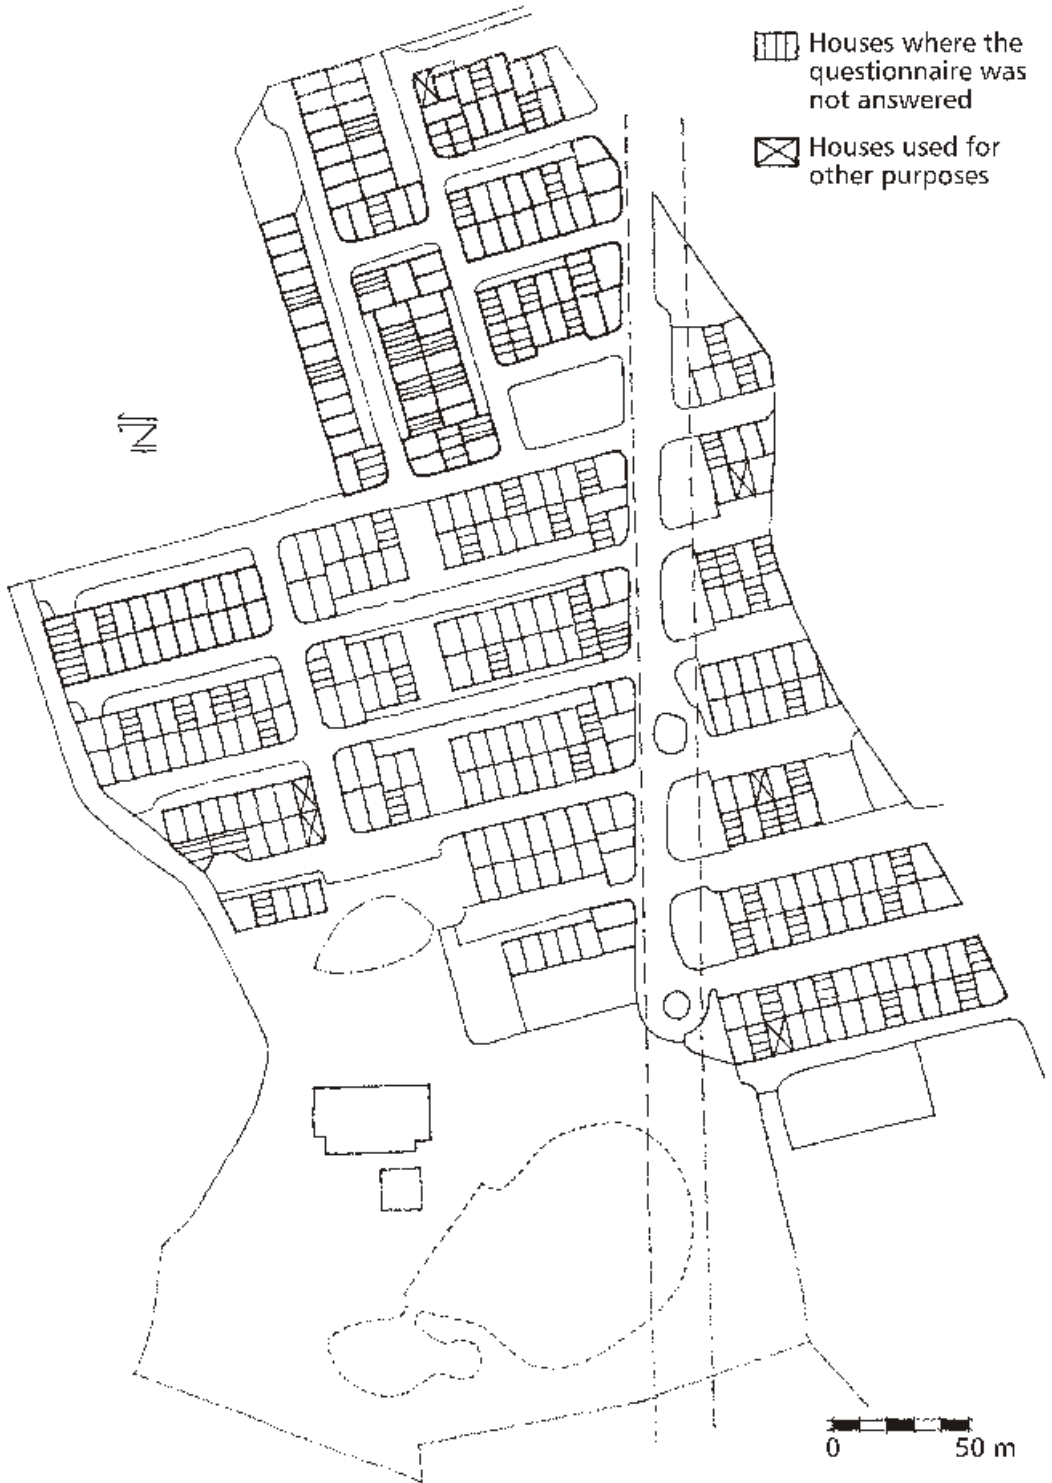 Houses where the
questionnaire was
not answered
Houses used for
other purposes
N
0 50 m